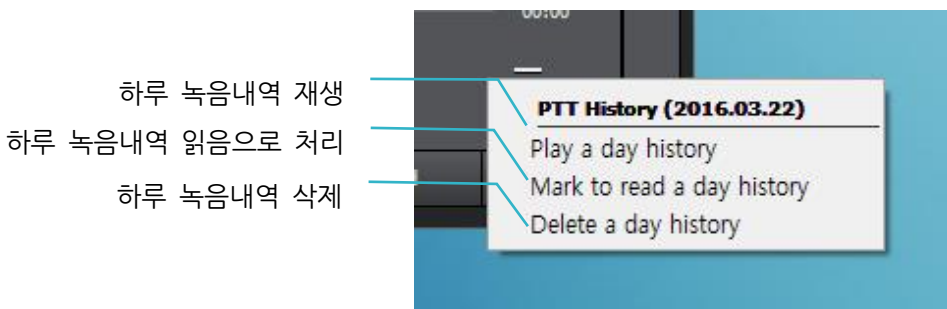 00:00
하루 녹음내역 재생
하루 녹음내역 읽음으로 처리
하루 녹음내역 삭제
PTT History (2016.03.22)
Play a day history
Mark to read a day history
Delete a day history